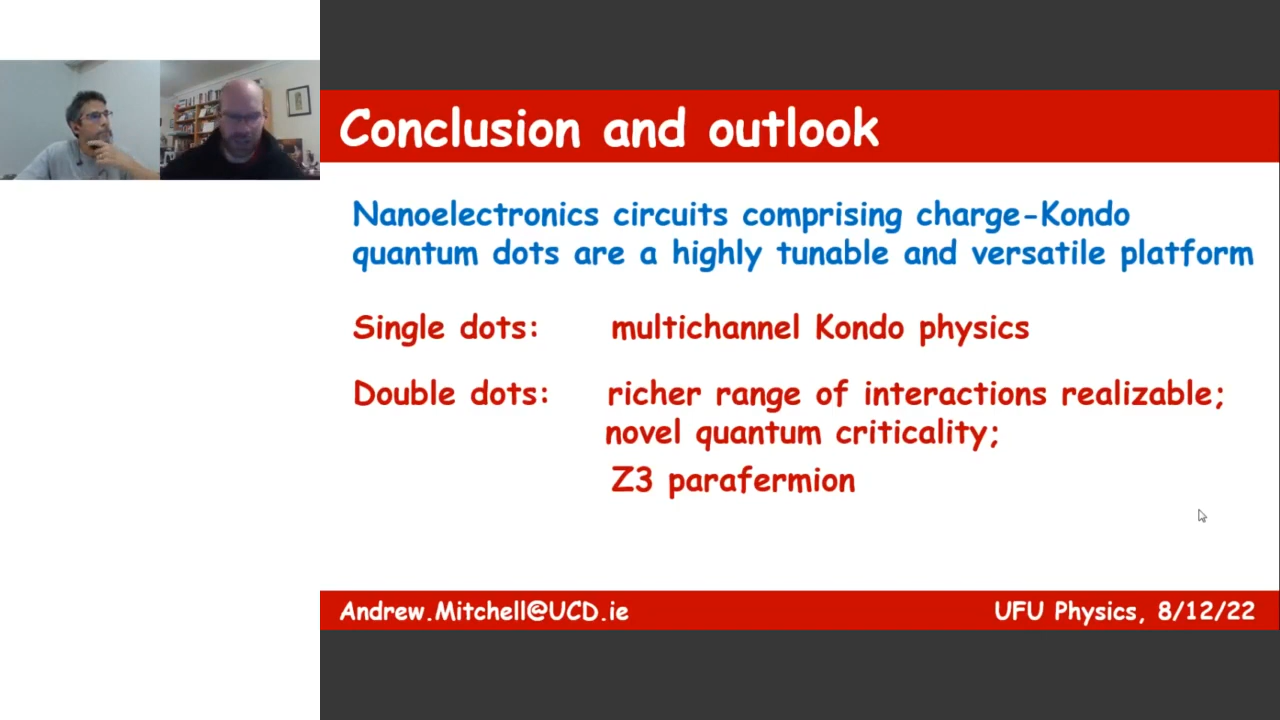 Conclusion and outlook
Nanoelectronics circuits comprising charge-Kondo
quantum dots are a highly tunable and versatile platform
Single dots: multichannel Kondo physics
Double dots: richer range of interactions realizable;
novel quantum criticality;
Z3 parafermion
Andrew.Mitchell@UCD.ie UFU Physics, 8/12/22